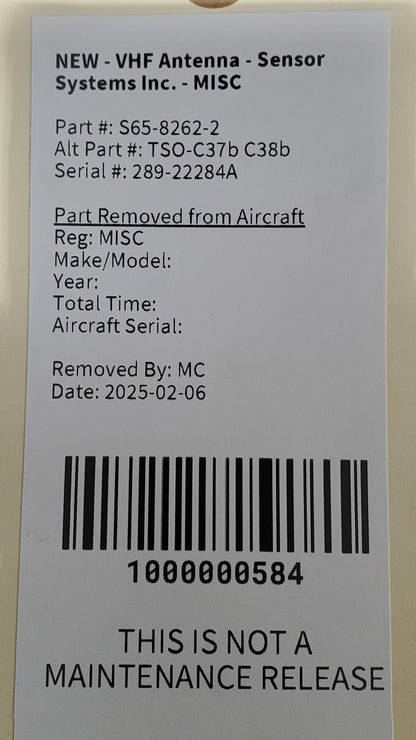 NEW - VHF Antenna - Sensor
Systems Inc. - MISC
Part #: S65-8262-2
Alt Part #: TSO-C37b C38b
Serial #: 289-22284A
Part Removed from Aircraft
Reg: MISC
Make/Model:
Year:
Total Time:
Aircraft Serial:
Removed By: MC
Date: 2025-02-06
1000000584
THIS IS NOT A
MAINTENANCE RELEASE